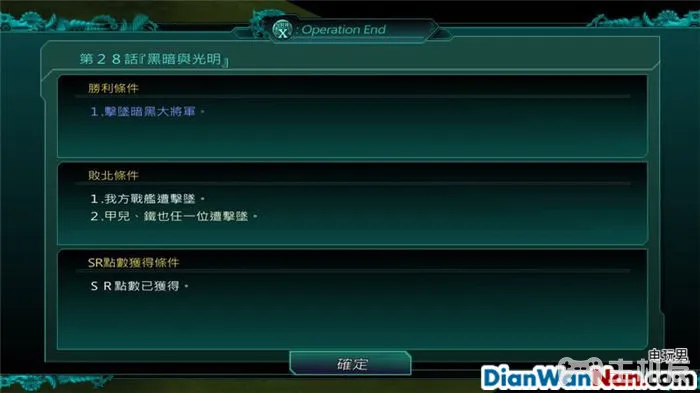 X : Operation End
第28話『黑暗與光明』
勝利條件
1.擊墜暗黑大將軍。
敗北條件
1.我方戰艦遭擊墜。
2.甲兒、鐵也任一位遭擊墜。
SR點數獲得條件
SR點數已獲得。
確定
电玩男
DianWanNan.com